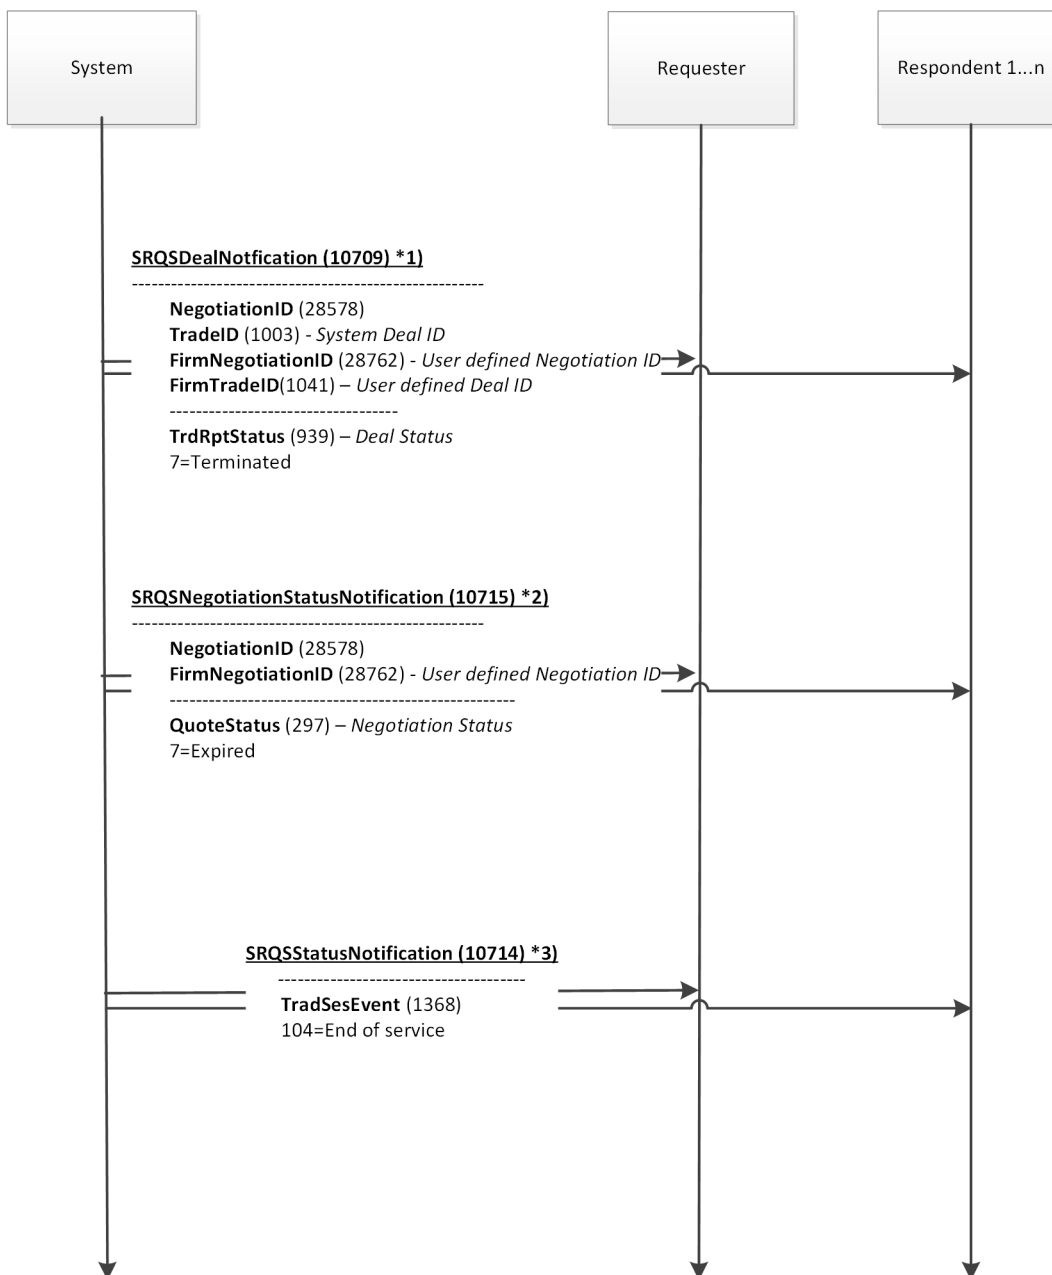 System
Requester
Respondent 1...n
SRQSDealNotfication (10709) *1)
------------------------------------------------------
NegotiationID (28578)
TradeID (1003) - System Deal ID
FirmNegotiationID (28762) - User defined Negotiation ID
FirmTradeID(1041) – User defined Deal ID
-----------------------------------
TrdRptStatus (939) – Deal Status
7=Terminated
SRQSNegotiationStatusNotification (10715) *2)
------------------------------------------------------
NegotiationID (28578)
FirmNegotiationID (28762) - User defined Negotiation ID
-----------------------------------------------------
QuoteStatus (297) – Negotiation Status
7=Expired
SRQSStatusNotification (10714) *3)
--------------------------------------
TradSesEvent (1368)
104=End of service